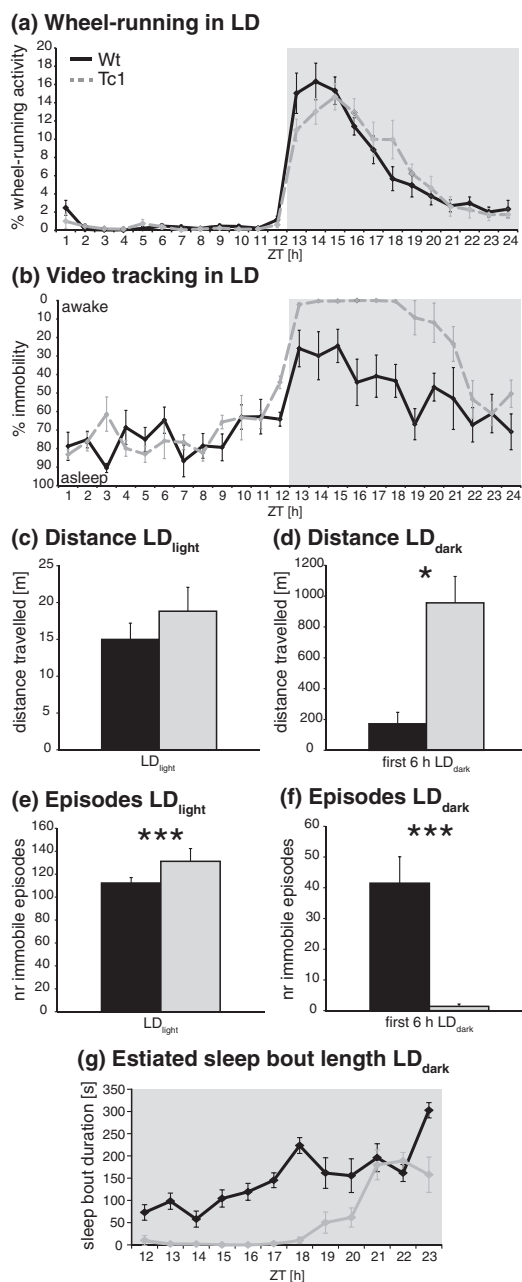 (a) Wheel-running in LD
Wt
Tc1
% wheel-running activity
20
18
16
14
12
10
8
6
4
2
0
1 2 3 4 5 6 7 8 9 10 11 12 13 14 15 16 17 18 19 20 21 22 23 24
ZT [h]
(b) Video tracking in LD
awake
asleep
% immobility
0
10
20
30
40
50
60
70
80
90
100
1 2 3 4 5 6 7 8 9 10 11 12 13 14 15 16 17 18 19 20 21 22 23 24
ZT [h]
(c) Distance LDlight
distance travelled [m]
25
20
15
10
5
0
LDlight
(d) Distance LDdark
distance travelled [m]
1200
1000
800
600
400
200
0
*
first 6 h LDdark
(e) Episodes LDlight
nr immobile episodes
160
140
120
100
80
60
40
20
0
***
LDlight
(f) Episodes LDdark
nr immobile episodes
60
50
40
30
20
10
0
***
first 6 h LDdark
(g) Estiated sleep bout length LDdark
sleep bout duration [s]
350
300
250
200
150
100
50
0
12 13 14 15 16 17 18 19 20 21 22 23
ZT [h]